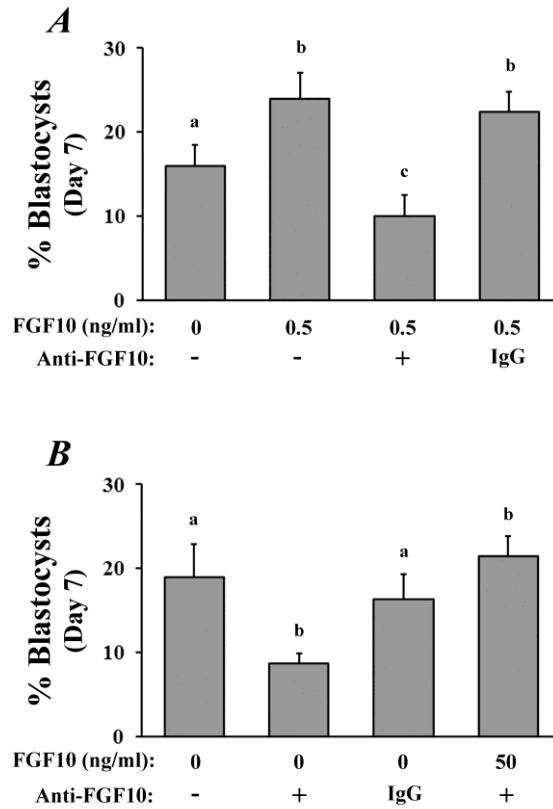 A
% Blastocysts
(Day 7)
30
20
10
0
a
b
c
b
FGF10 (ng/ml): 0 0.5 0.5 0.5
Anti-FGF10: - - + IgG
B
% Blastocysts
(Day 7)
30
20
10
0
a
b
a
b
FGF10 (ng/ml): 0 0 0 50
Anti-FGF10: - + IgG +